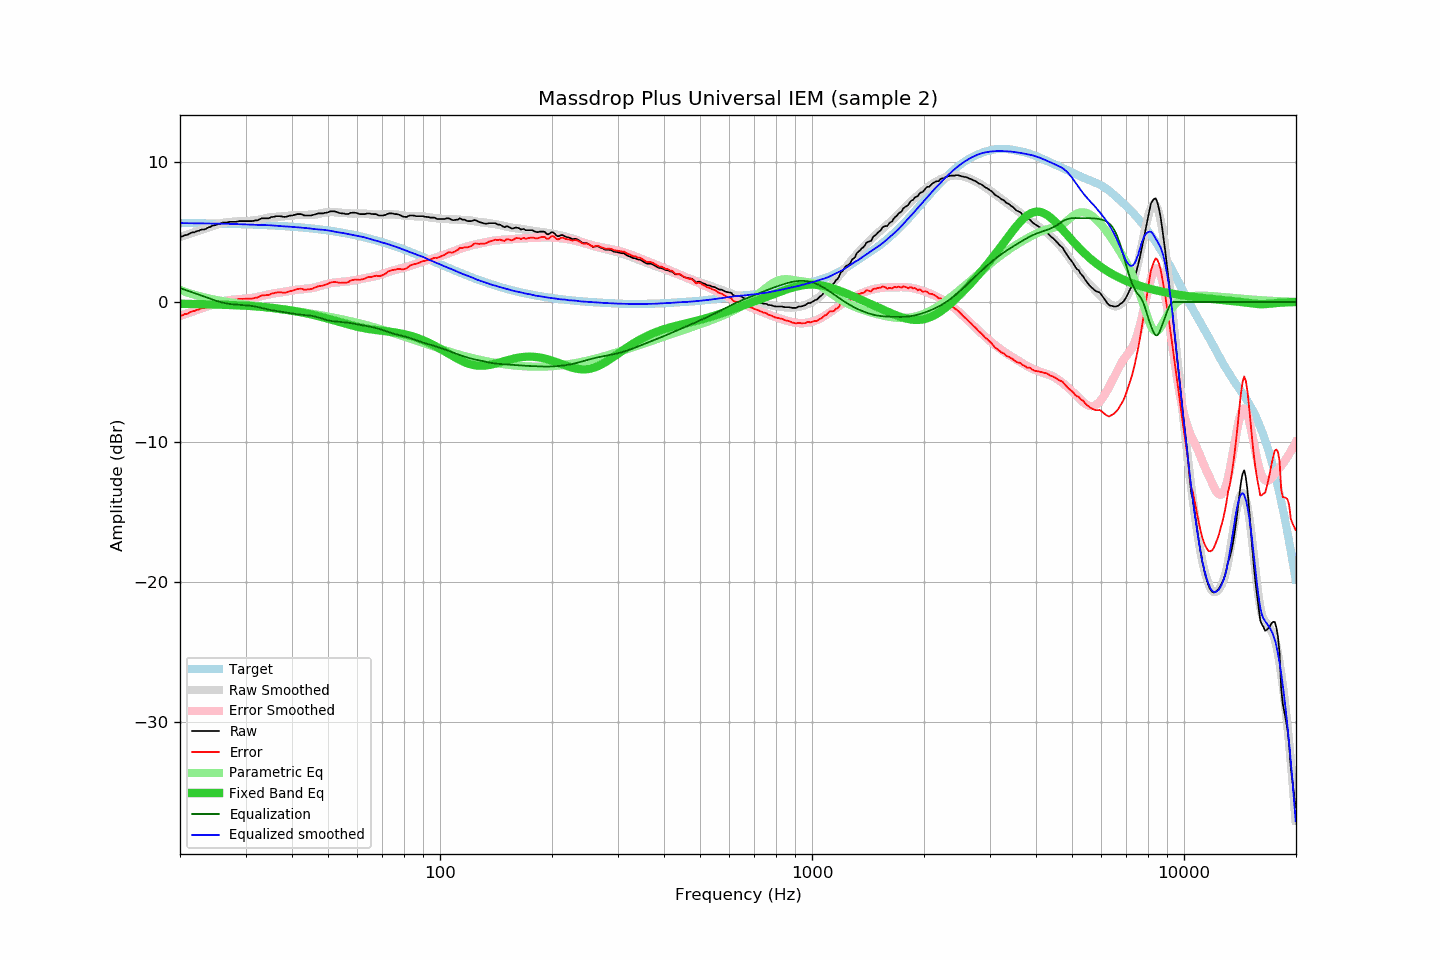 Massdrop Plus Universal IEM (sample 2)
10
0
−10
−20
−30
Amplitude (dBr)
Target
Raw Smoothed
Error Smoothed
Raw
Error
Parametric Eq
Fixed Band Eq
Equalization
Equalized smoothed
100
1000
10000
Frequency (Hz)